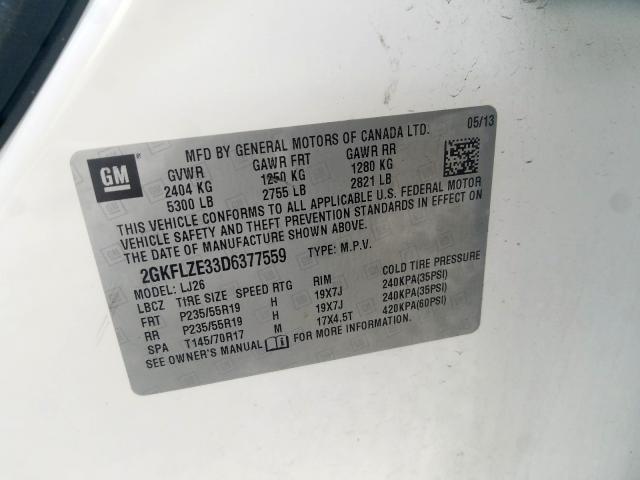 MFD BY GENERAL MOTORS OF CANADA LTD. 05/13
GM
GVWR GAWR FRT GAWR RR
2404 KG 1250 KG 1280 KG
5300 LB 2755 LB 2821 LB
THIS VEHICLE CONFORMS TO ALL APPLICABLE U.S. FEDERAL MOTOR
VEHICLE SAFETY AND THEFT PREVENTION STANDARDS IN EFFECT ON
THE DATE OF MANUFACTURE SHOWN ABOVE.
2GKFLZE33D6377559 TYPE: M.P.V.
MODEL: LJ26
LBCZ TIRE SIZE SPEED RTG RIM COLD TIRE PRESSURE
FRT P235/55R19 H 19X7J 240KPA(35PSI)
RR P235/55R19 H 19X7J 240KPA(35PSI)
SPA T145/70R17 M 17X4.5T 420KPA(60PSI)
SEE OWNER'S MANUAL FOR MORE INFORMATION.